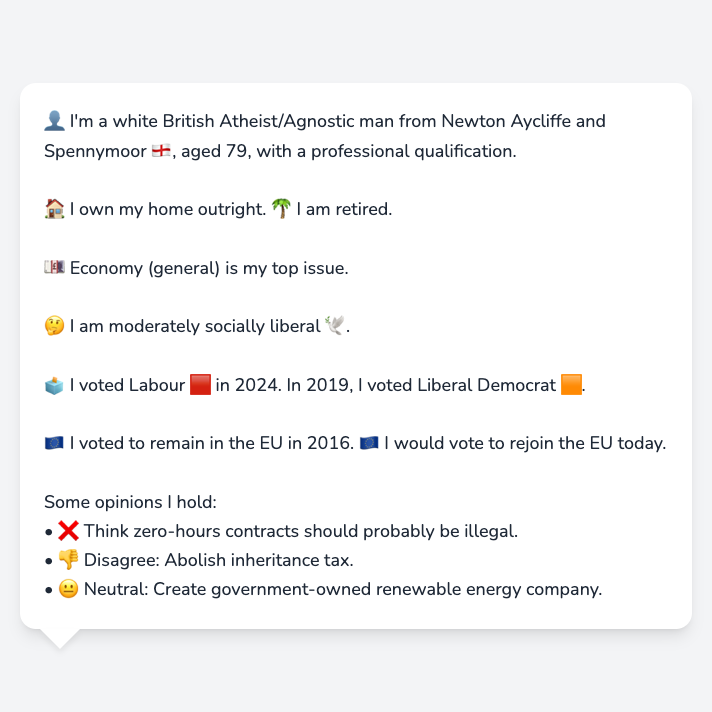 👤 I'm a white British Atheist/Agnostic man from Newton Aycliffe and
Spennymoor 🏴󠁧󠁢󠁥󠁮󠁧󠁿, aged 79, with a professional qualification.
🏠 I own my home outright. 🌴 I am retired.
💷 Economy (general) is my top issue.
🤔 I am moderately socially liberal 🕊️.
🗳️ I voted Labour 🟥 in 2024. In 2019, I voted Liberal Democrat 🟧.
🇪🇺 I voted to remain in the EU in 2016. 🇪🇺 I would vote to rejoin the EU today.
Some opinions I hold:
• ❌ Think zero-hours contracts should probably be illegal.
• 👎 Disagree: Abolish inheritance tax.
• 😐 Neutral: Create government-owned renewable energy company.